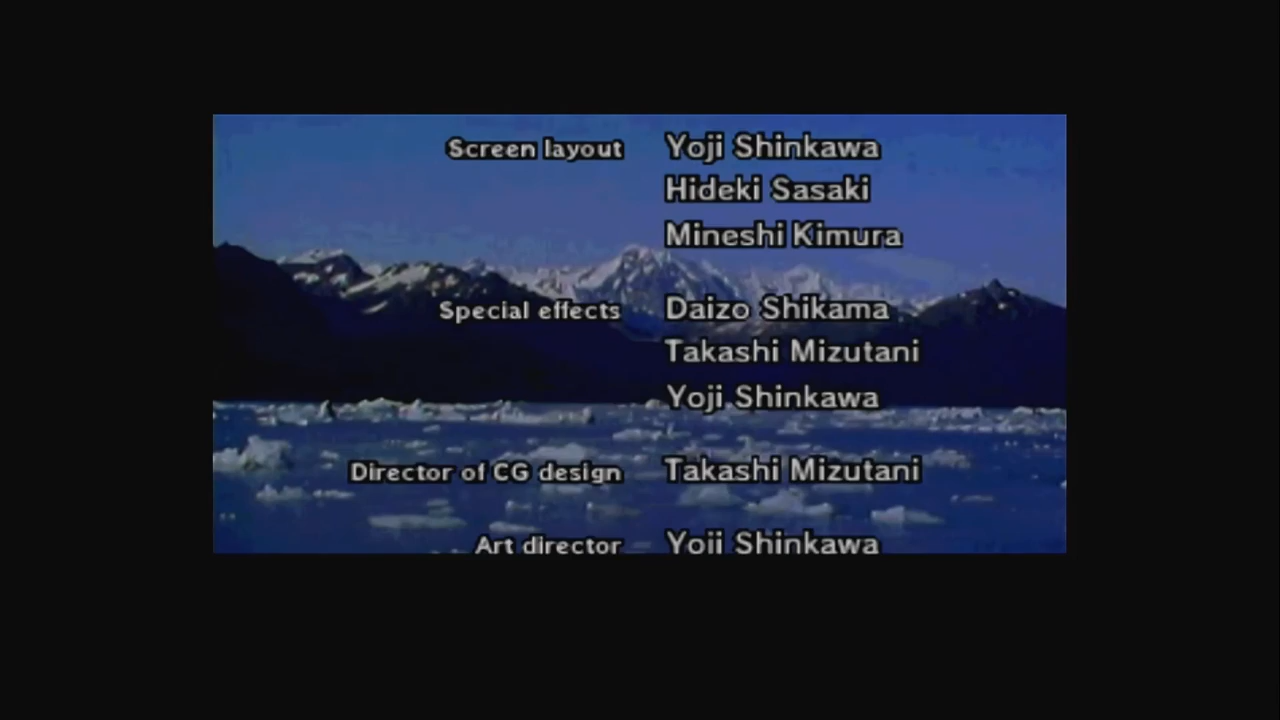 Screen layout Yoji Shinkawa
Hideki Sasaki
Mineshi Kimura
Special effects Daizo Shikama
Takashi Mizutani
Yoji Shinkawa
Director of CG design Takashi Mizutani
Art director Yoji Shinkawa